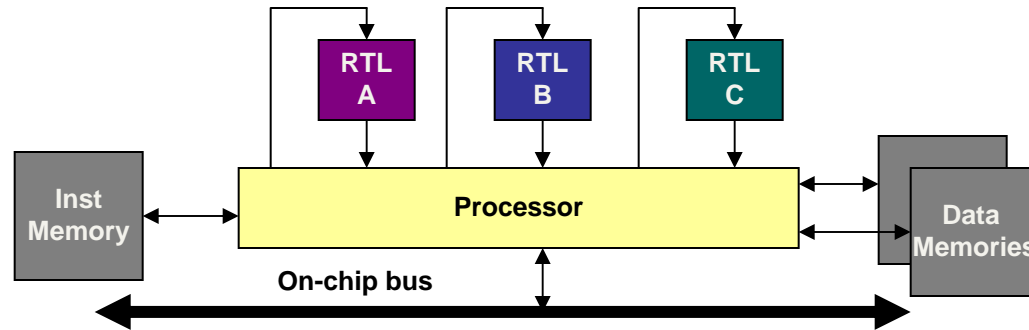 RTL
A
RTL
B
RTL
C
Inst
Memory
Processor
Data
Memories
On-chip bus